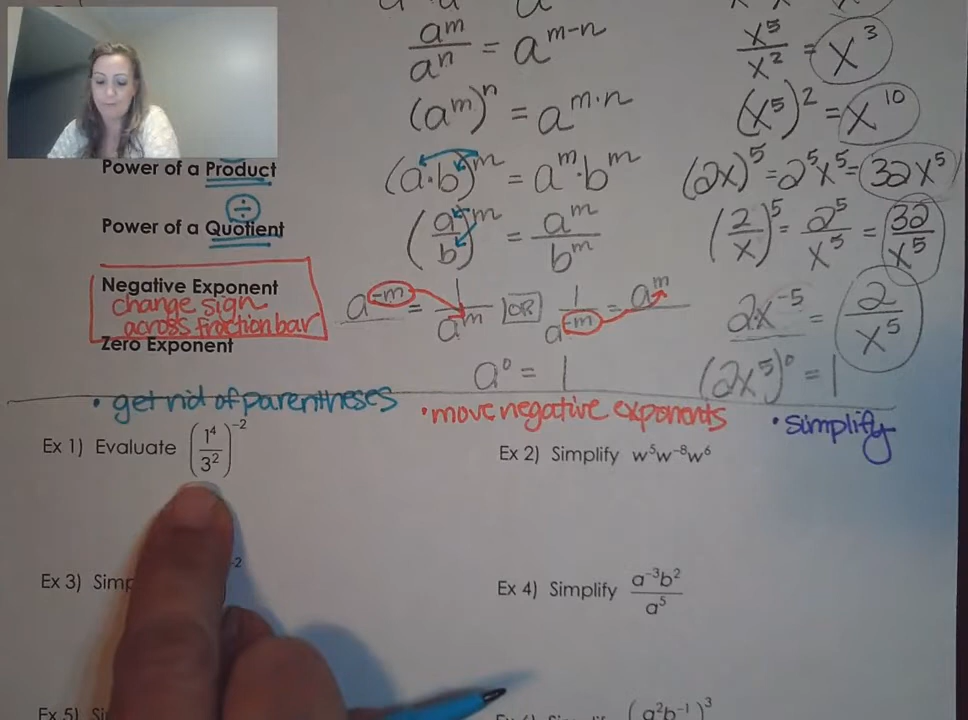 a^m/a^n = a^(m-n)   x^5/x^2 = x^3
(a^m)^n = a^(m·n)   (x^5)^2 = x^10
Power of a Product   (a·b)^m = a^m·b^m   (2x)^5 = 2^5x^5 = 32x^5
÷
Power of a Quotient   (a/b)^m = a^m/b^m   (2/x)^5 = 2^5/x^5 = 32/x^5
Negative Exponent   a^-m = 1/a^m OR 1/a^-m = a^m   2x^-5 = 2/x^5
change sign
across fraction bar
Zero Exponent   a^0 = 1   (2x^5)^0 = 1
• get rid of parentheses   • move negative exponents   • simplify
Ex 1) Evaluate (1^4/3^2)^-2   Ex 2) Simplify w^5w^-8w^6
Ex 3)   -2   Ex 4) Simplify a^-3b^2/a^5
Ex 5)   (a^2b^-1)^3